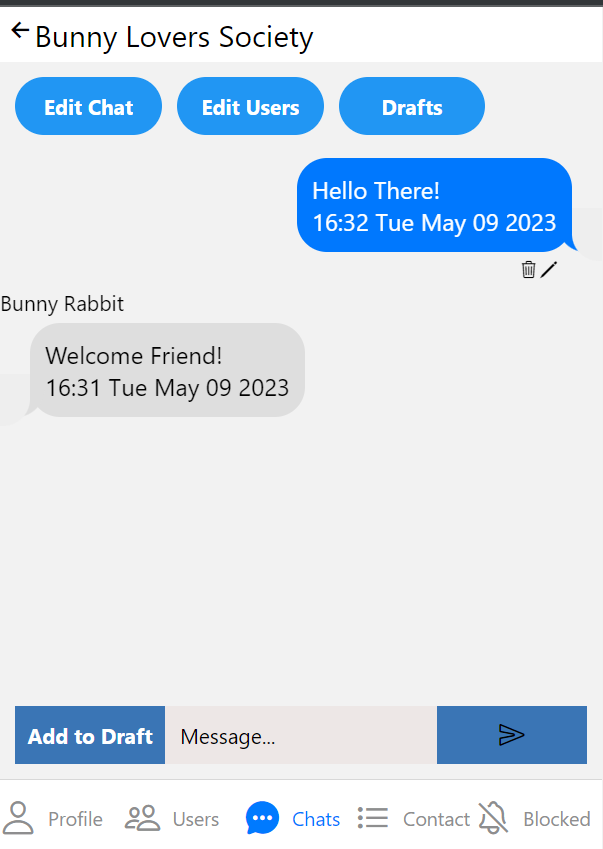 Bunny Lovers Society
Edit Chat Edit Users Drafts
Hello There!
16:32 Tue May 09 2023
Bunny Rabbit
Welcome Friend!
16:31 Tue May 09 2023
Add to Draft Message...
Profile Users Chats Contact Blocked